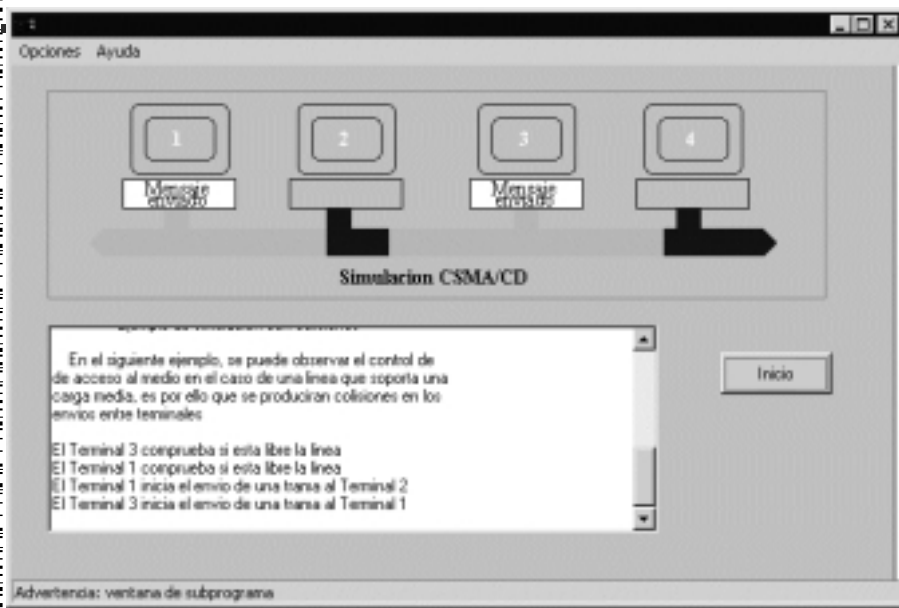 Opciones Ayuda
1 2 3 4
Mensaje Mensaje
enviado enviado
Simulacion CSMA/CD
En el siguiente ejemplo, se puede observar el control de
de acceso al medio en el caso de una linea que soporta una
carga media, es por ello que se produciran colisiones en los
envios entre terminales
El Terminal 3 comprueba si esta libre la linea
El Terminal 1 comprueba si esta libre la linea
El Terminal 1 inicia el envio de una trama al Terminal 2
El Terminal 3 inicia el envio de una trama al Terminal 1
Inicio
Advertencia: ventana de subprograma